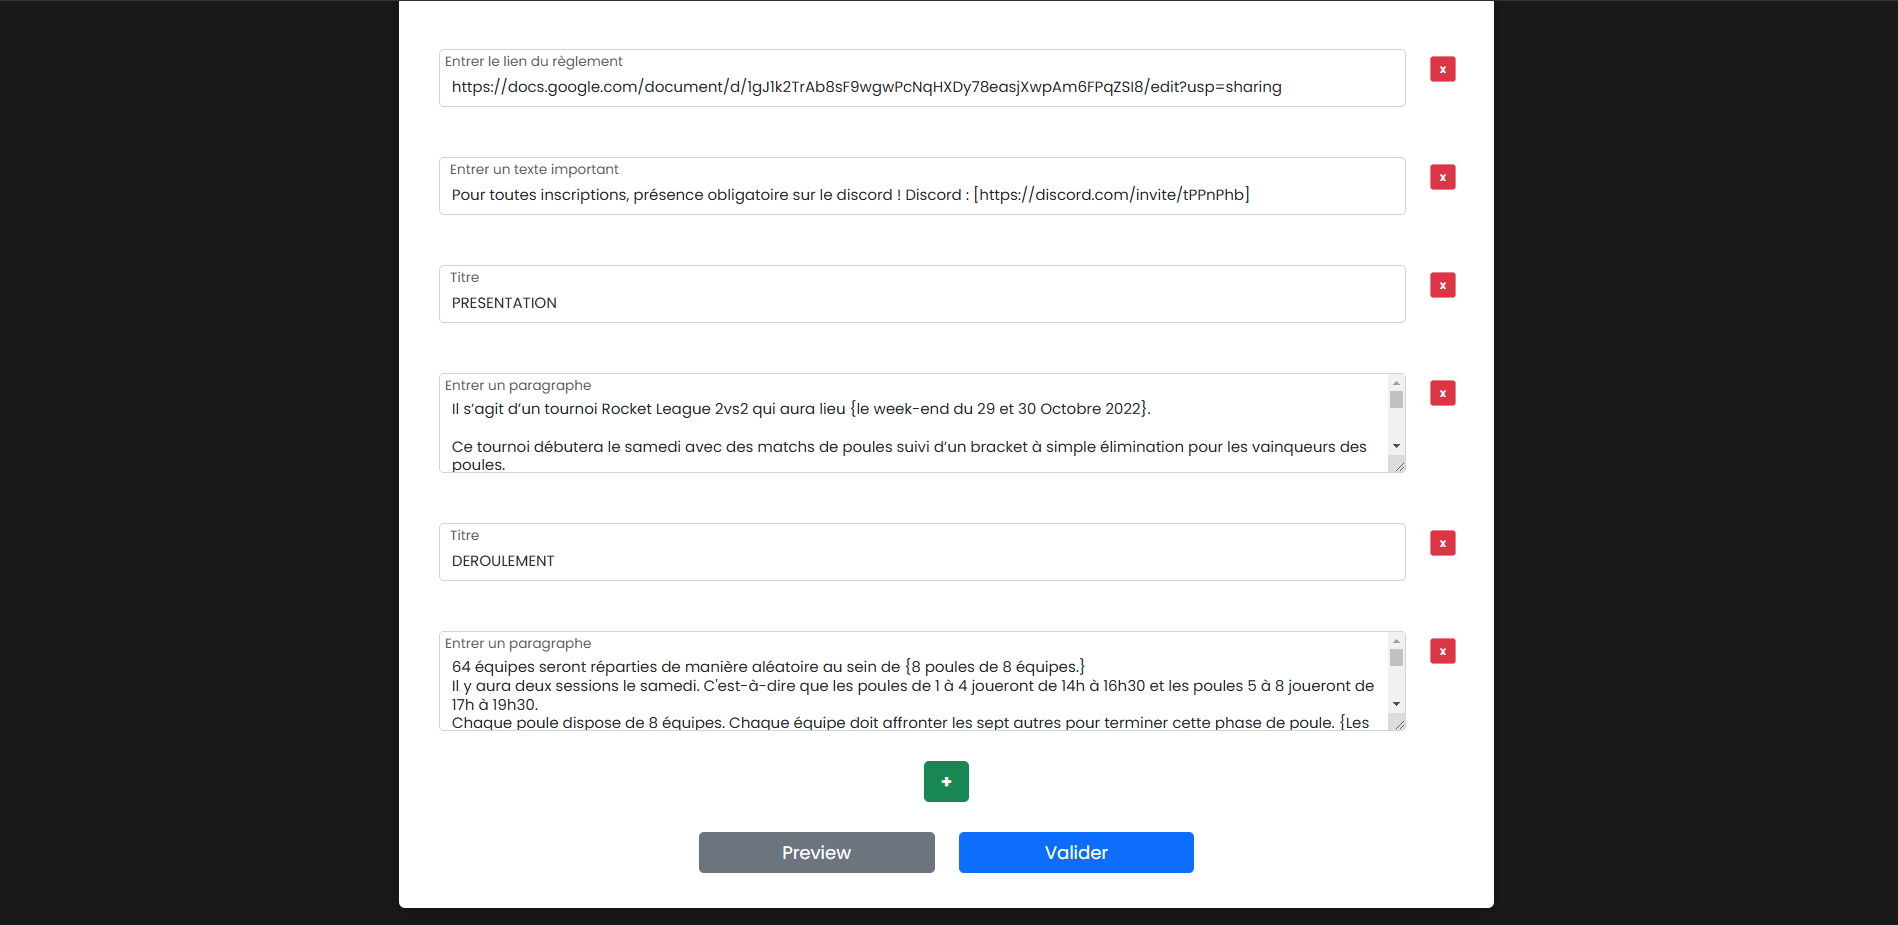 Entrer le lien du règlement
x
https://docs.google.com/document/d/1gJ1k2TrAb8sF9wgwPcNqHXDy78easjXwpAm6FPqZSI8/edit?usp=sharing
Entrer un texte important
x
Pour toutes inscriptions, présence obligatoire sur le discord ! Discord : [https://discord.com/invite/tPPnPhb]
Titre
x
PRESENTATION
Entrer un paragraphe
x
Il s’agit d’un tournoi Rocket League 2vs2 qui aura lieu {le week-end du 29 et 30 Octobre 2022}.
Ce tournoi débutera le samedi avec des matchs de poules suivi d’un bracket à simple élimination pour les vainqueurs des
poules.
Titre
x
DEROULEMENT
Entrer un paragraphe
x
64 équipes seront réparties de manière aléatoire au sein de {8 poules de 8 équipes.}
Il y aura deux sessions le samedi. C'est-à-dire que les poules de 1 à 4 joueront de 14h à 16h30 et les poules 5 à 8 joueront de
17h à 19h30.
Chaque poule dispose de 8 équipes. Chaque équipe doit affronter les sept autres pour terminer cette phase de poule. {Les
+
Preview
Valider